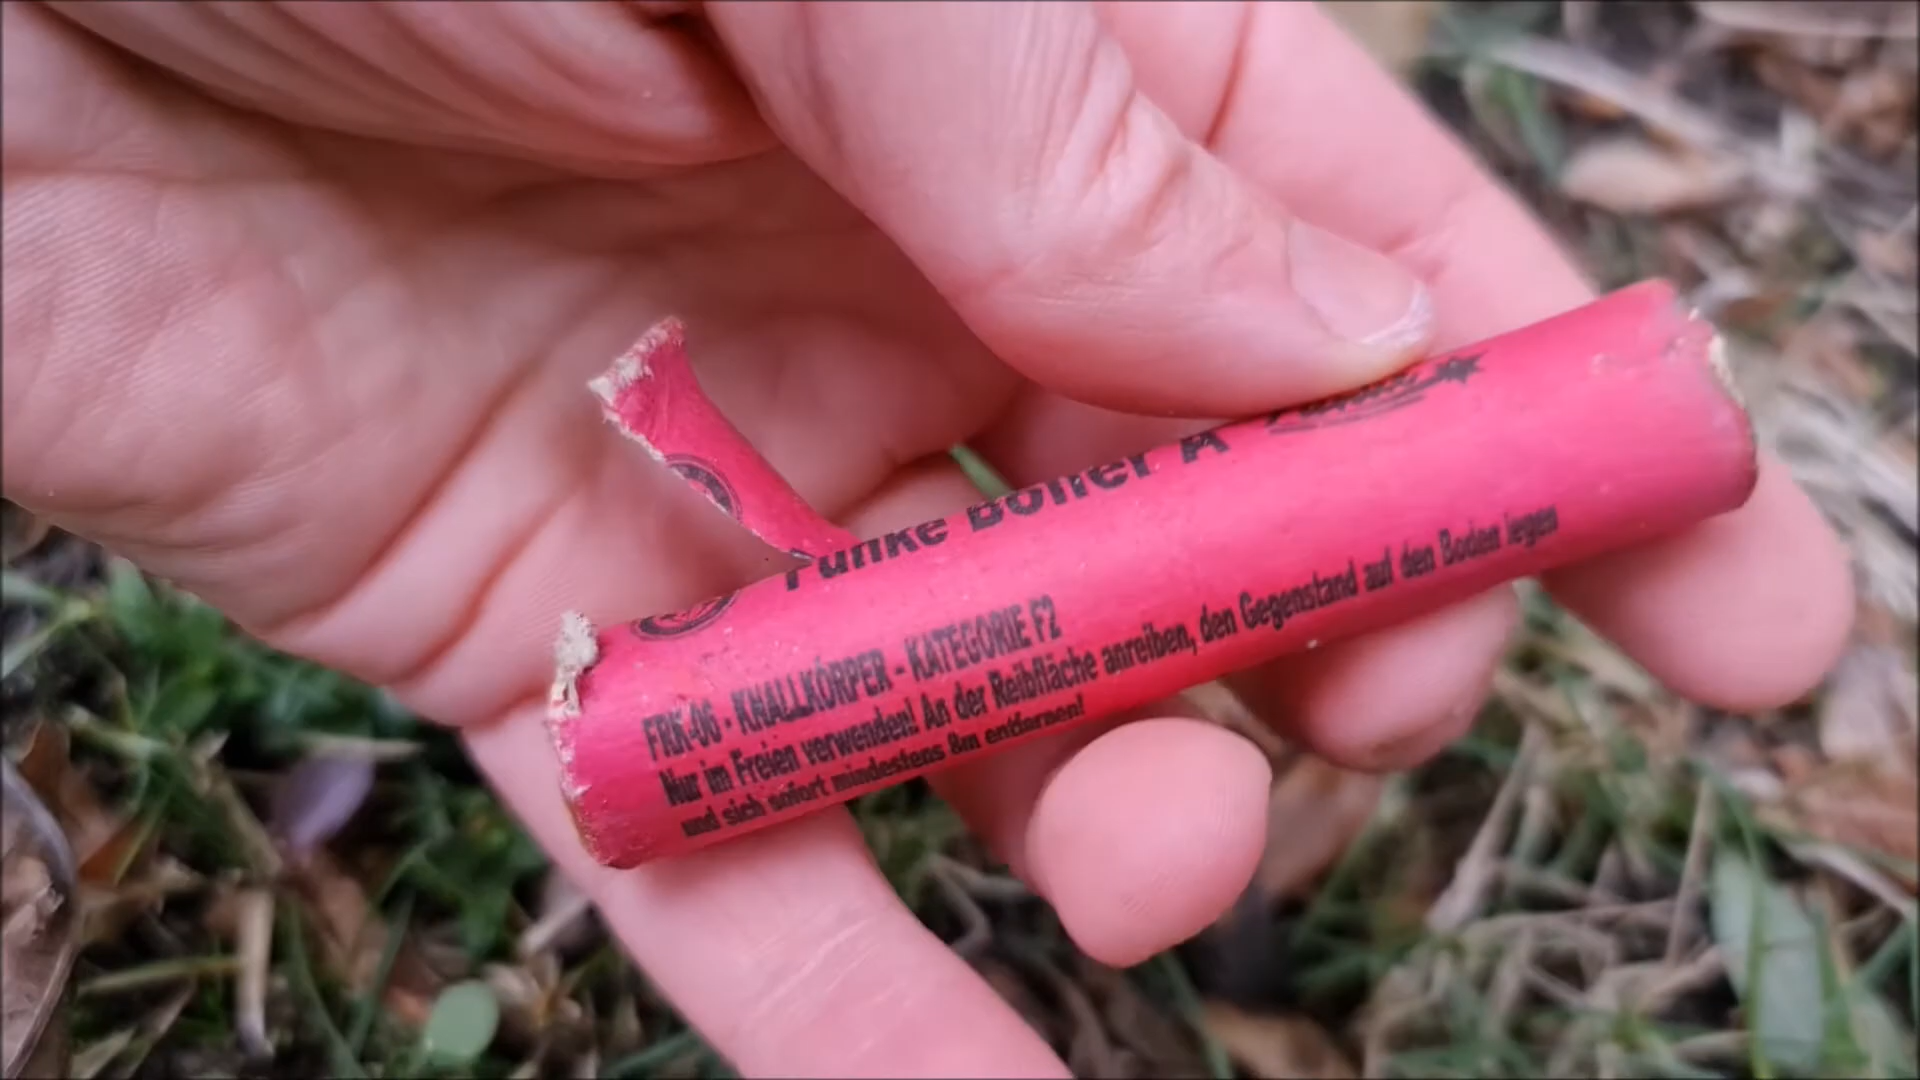 Funke Böller A
FRK-06 - KNALLKÖRPER - KATEGORIE F2
Nur im Freien verwenden! An der Reibfläche anreiben, den Gegenstand auf den Boden legen
und sich sofort mindestens 8m entfernen!